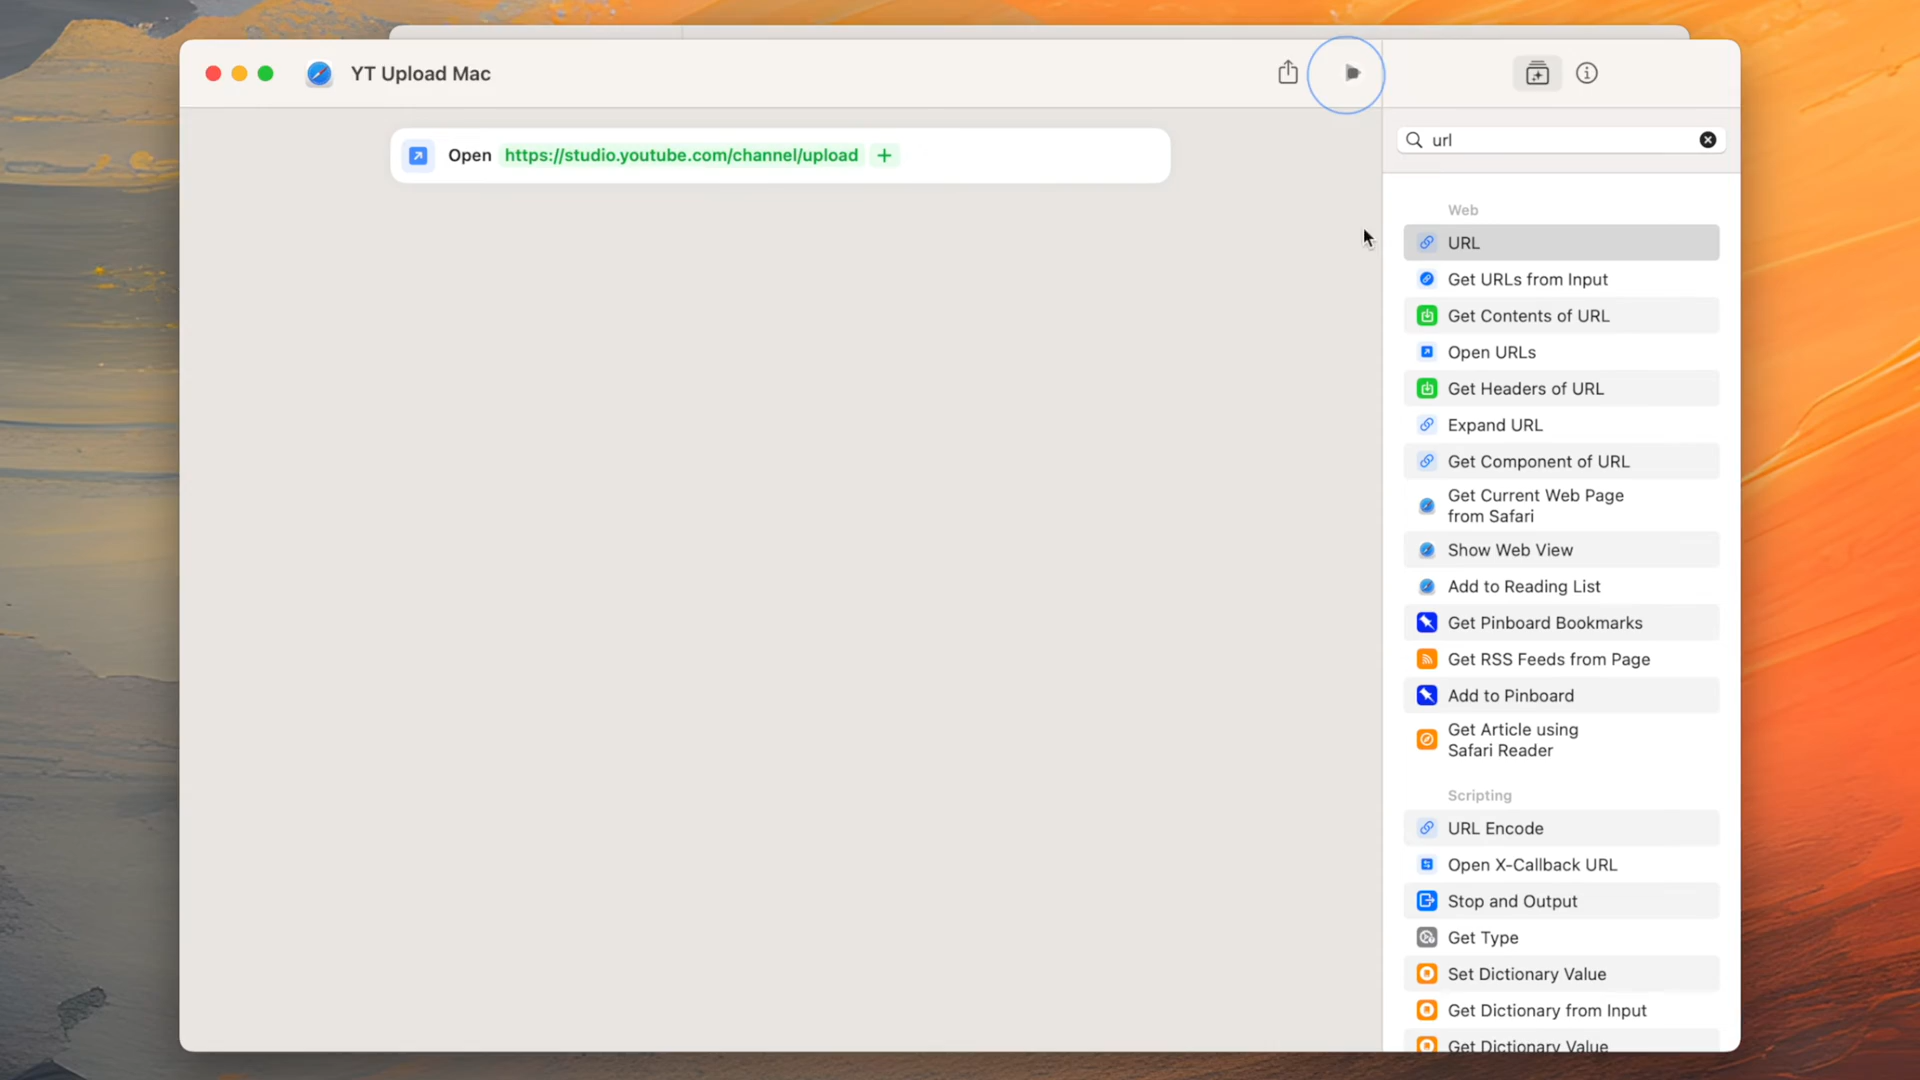 YT Upload Mac
Open https://studio.youtube.com/channel/upload +
url
Web
URL
Get URLs from Input
Get Contents of URL
Open URLs
Get Headers of URL
Expand URL
Get Component of URL
Get Current Web Page
from Safari
Show Web View
Add to Reading List
Get Pinboard Bookmarks
Get RSS Feeds from Page
Add to Pinboard
Get Article using
Safari Reader
Scripting
URL Encode
Open X-Callback URL
Stop and Output
Get Type
Set Dictionary Value
Get Dictionary from Input
Get Dictionary Value